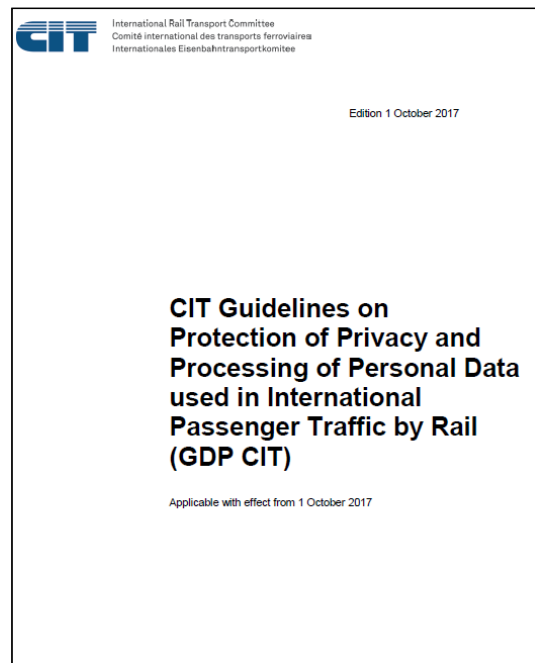 CIT
International Rail Transport Committee
Comité international des transports ferroviaires
Internationales Eisenbahntransportkomitee
Edition 1 October 2017
CIT Guidelines on
Protection of Privacy and
Processing of Personal Data
used in International
Passenger Traffic by Rail
(GDP CIT)
Applicable with effect from 1 October 2017